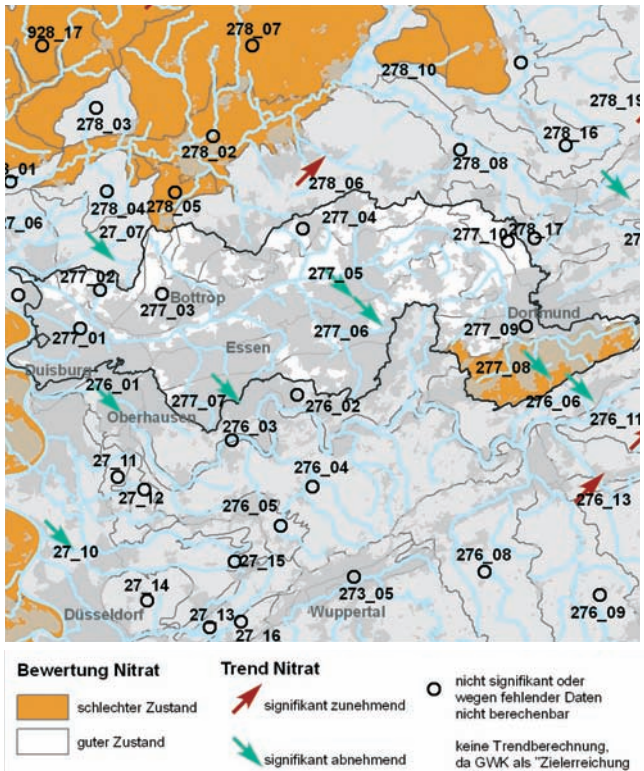 928_17
278_07
278_10
278_03
278_19
278_02
278_16
278_08
278_06
278_04
278_05
27_06
27_07
277_04
277_10
278_17
277_02
277_05
Bottrop
277_03
277_06
Dortmund
277_09
277_01
Essen
Duisburg
276_01
277_07
277_08
276_02
276_06
Oberhausen
276_03
276_11
27_11
276_04
27_12
276_13
276_05
27_10
27_15
276_08
27_14
273_05
Düsseldorf
Wuppertal
276_09
27_13
27_16
Bewertung Nitrat
schlechter Zustand
guter Zustand
Trend Nitrat
signifikant zunehmend
signifikant abnehmend
nicht signifikant oder
wegen fehlender Daten
nicht berechenbar
keine Trendberechnung,
da GWK als "Zielerreichung